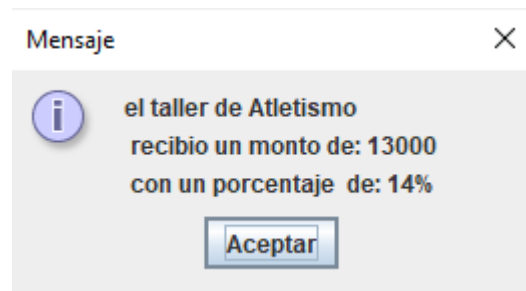 Mensaje
el taller de Atletismo
recibio un monto de: 13000
con un porcentaje  de: 14%
Aceptar